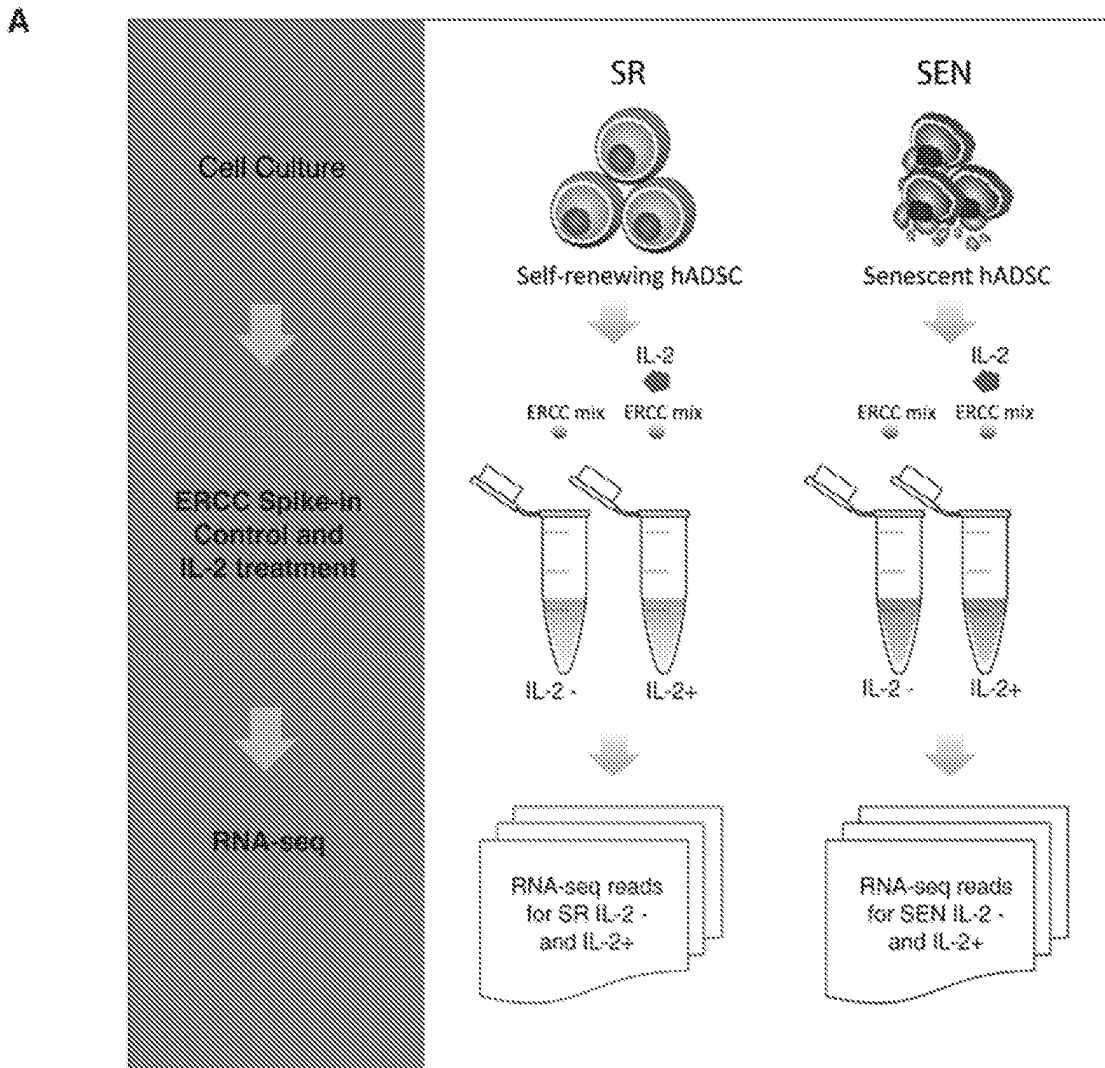 A
SR
SEN
Cell Culture
Self-renewing hADSC
Senescent hADSC
IL-2
IL-2
ERCC mix
ERCC mix
ERCC mix
ERCC mix
ERCC Spike-in
Control and
IL-2 treatment
IL-2 -
IL-2+
IL-2 -
IL-2+
RNA-seq
RNA-seq reads
for SR IL-2 -
and IL-2+
RNA-seq reads
for SEN IL-2 -
and IL-2+